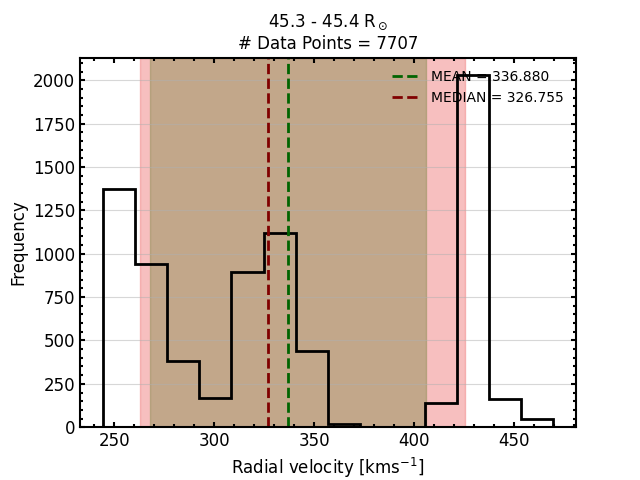 45.3 - 45.4 R⊙
# Data Points = 7707
MEAN = 336.880
MEDIAN = 326.755
Frequency
2000
1750
1500
1250
1000
750
500
250
0
250 300 350 400 450
Radial velocity [kms⁻¹]